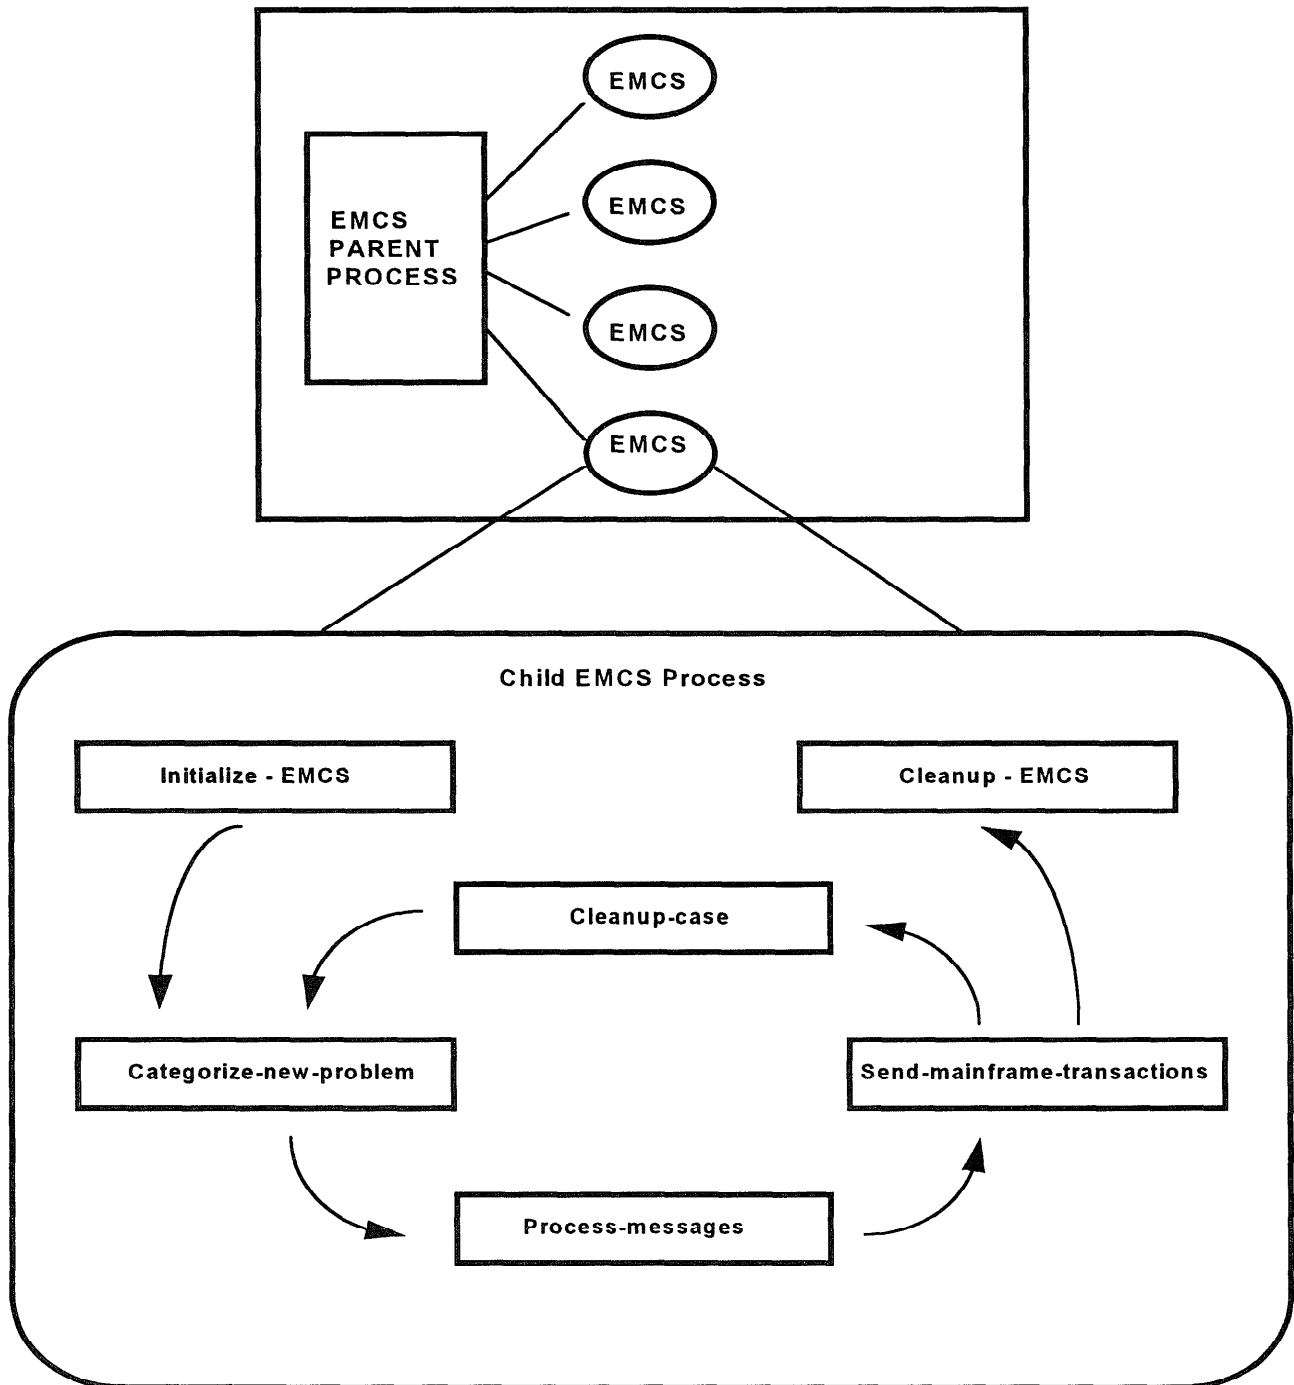 EMCS
EMCS
EMCS
PARENT
PROCESS
EMCS
EMCS
Child EMCS Process
Initialize - EMCS
Cleanup - EMCS
Cleanup-case
Categorize-new-problem
Send-mainframe-transactions
Process-messages